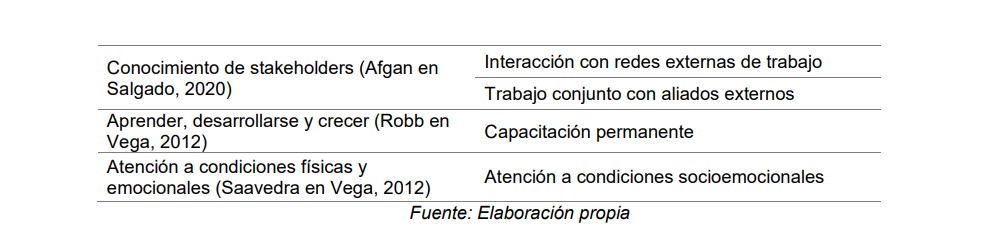 Conocimiento de stakeholders (Afgan en
Salgado, 2020)
Interacción con redes externas de trabajo
Trabajo conjunto con aliados externos
Aprender, desarrollarse y crecer (Robb en
Vega, 2012)
Capacitación permanente
Atención a condiciones físicas y
emocionales (Saavedra en Vega, 2012)
Atención a condiciones socioemocionales
Fuente: Elaboración propia